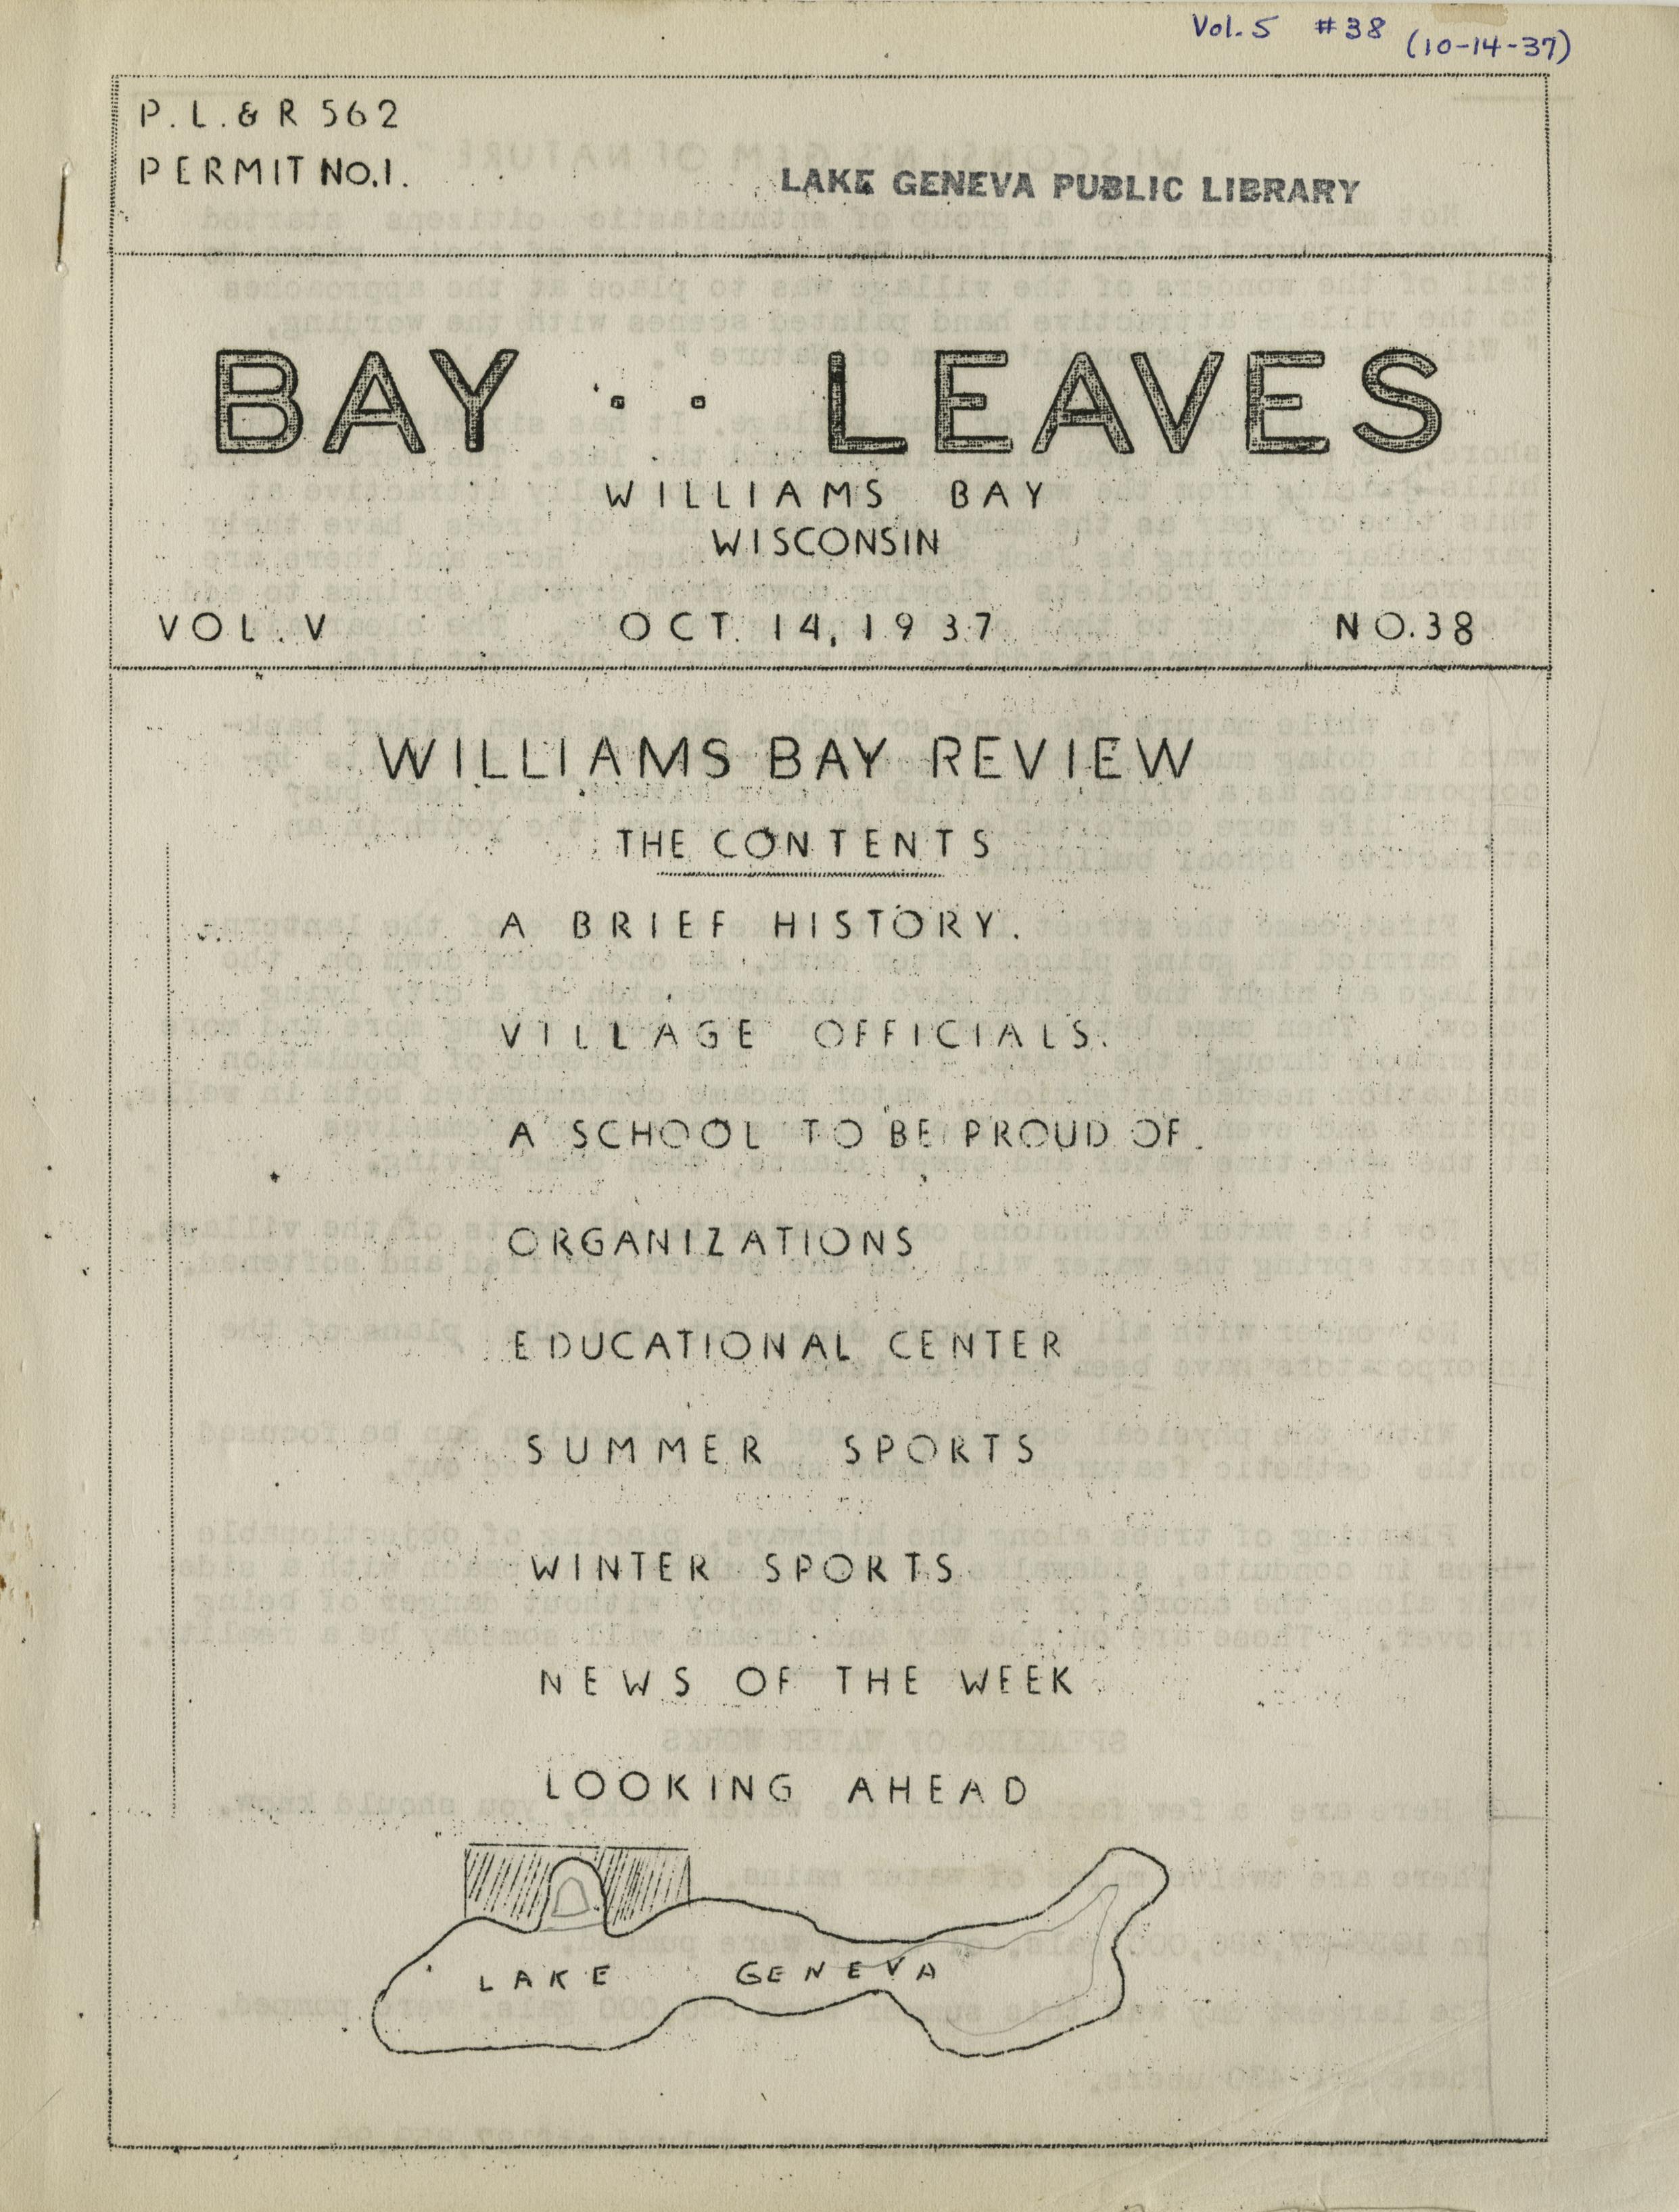 Vol. 5 #38 (10-14-37)
P.L.& R 562
PERMIT NO.1.
LAKE GENEVA PUBLIC LIBRARY
BAY . . LEAVES
WILLIAMS BAY
WISCONSIN
VOL. V OCT. 14, 1937 NO.38
WILLIAMS BAY REVIEW
THE CONTENTS
A BRIEF HISTORY.
VILLAGE OFFICIALS.
A SCHOOL TO BE PROUD OF.
ORGANIZATIONS
EDUCATIONAL CENTER
SUMMER SPORTS
WINTER SPORTS
NEWS OF THE WEEK
LOOKING AHEAD
LAKE GENEVA